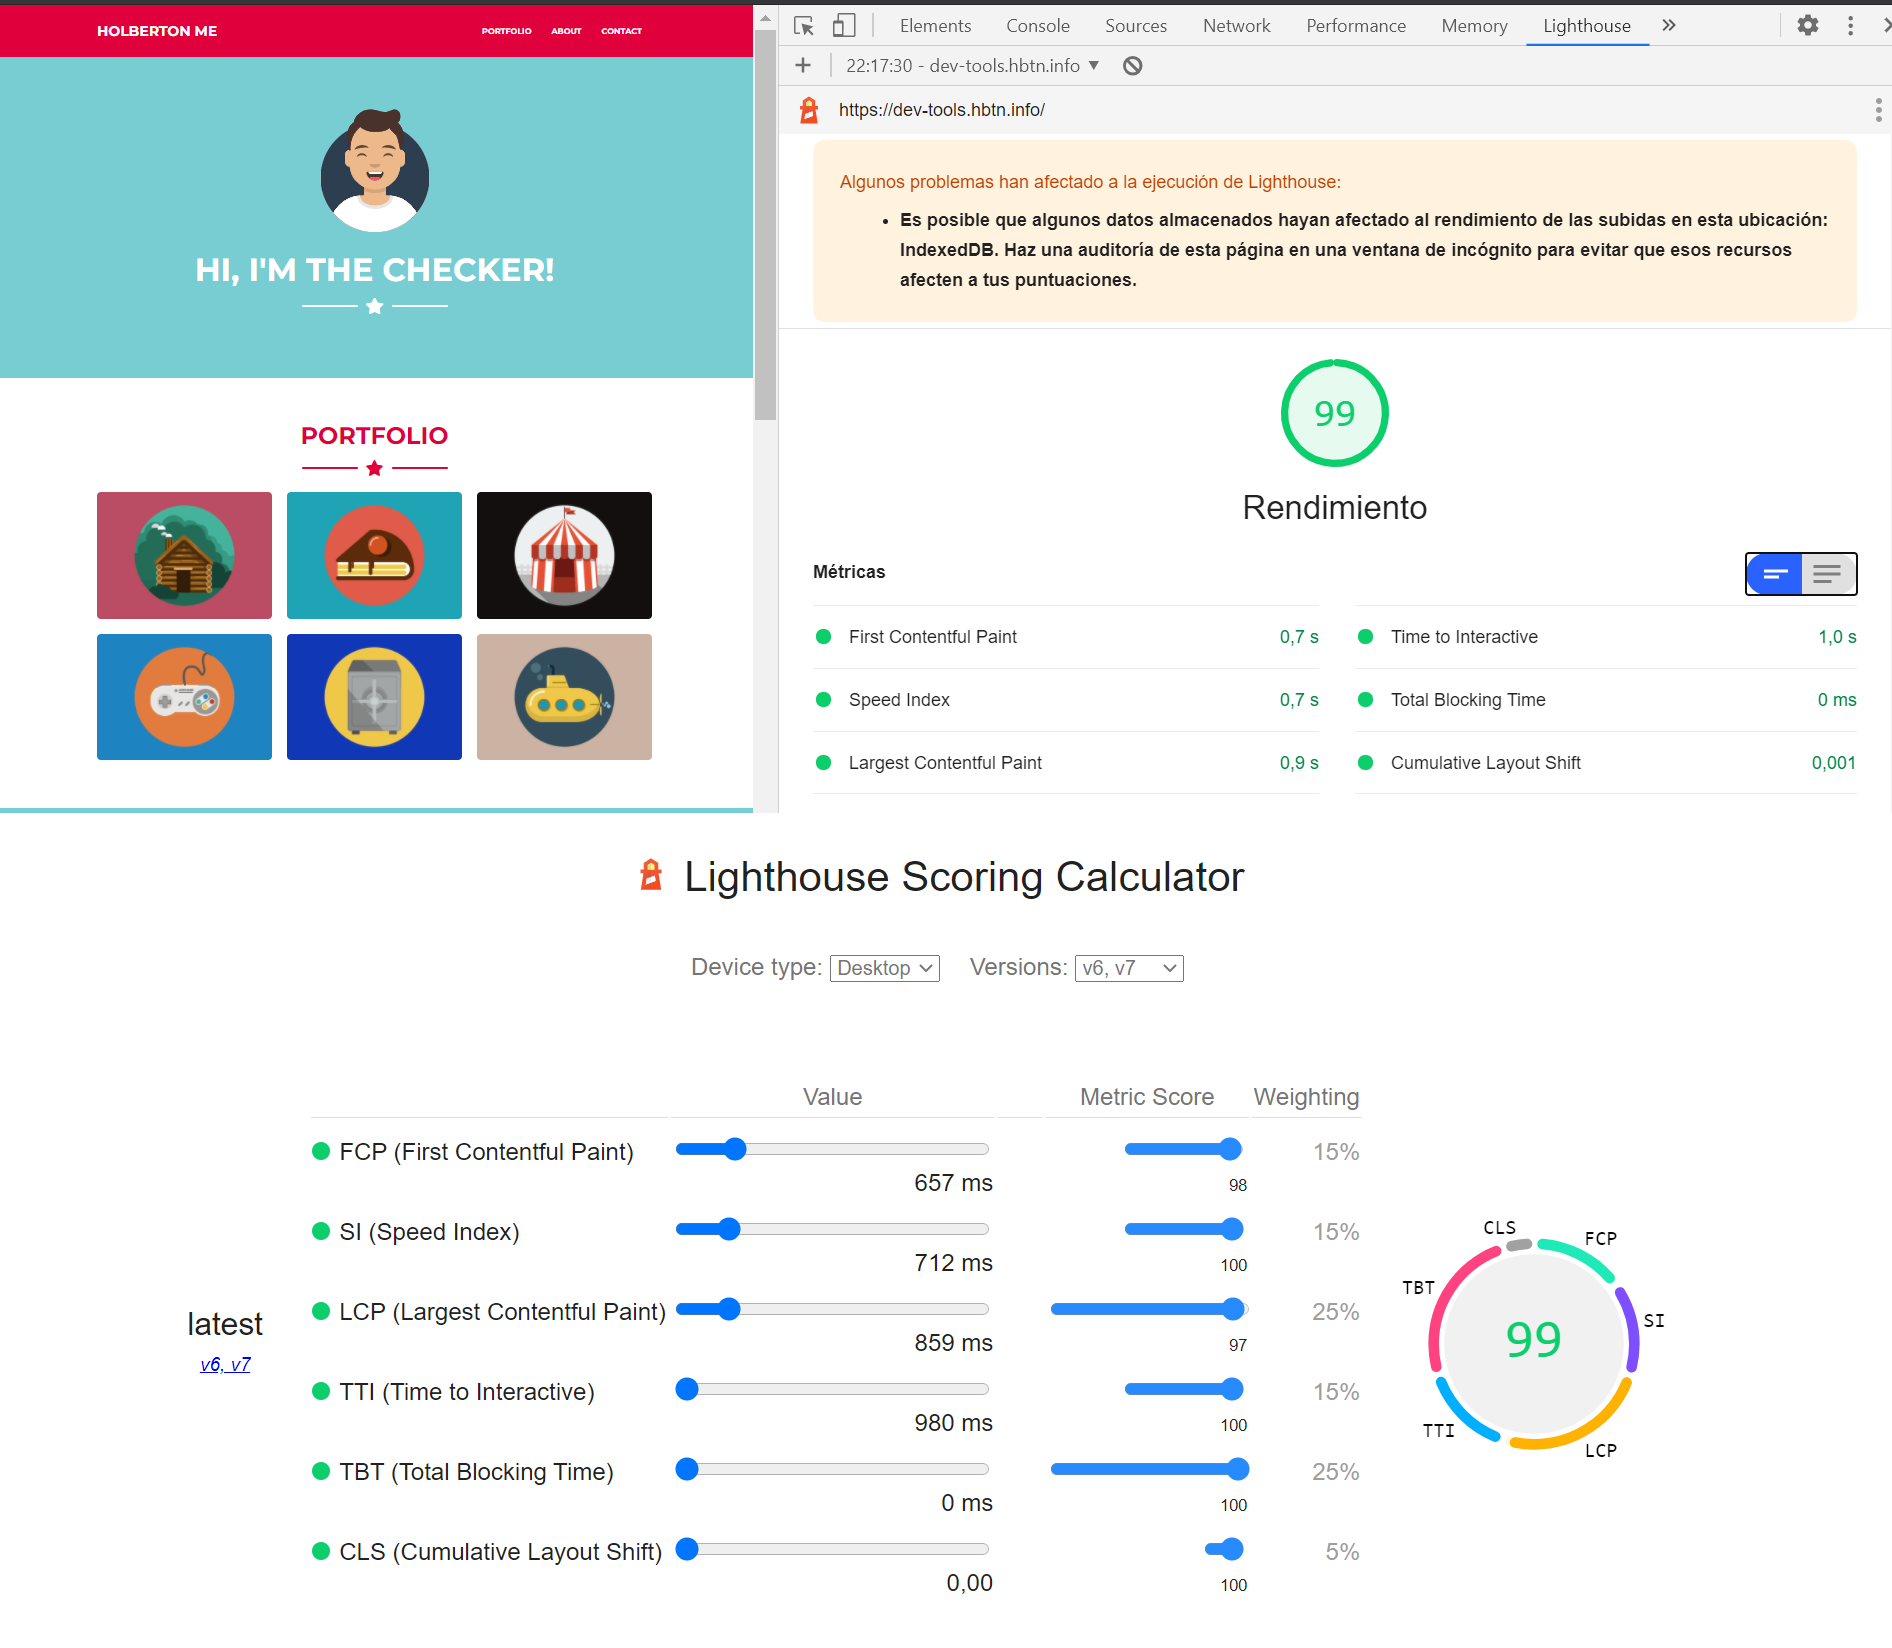 HOLBERTON ME
PORTFOLIO ABOUT CONTACT
HI, I'M THE CHECKER!
PORTFOLIO
Elements Console Sources Network Performance Memory Lighthouse
22:17:30 - dev-tools.hbtn.info
https://dev-tools.hbtn.info/
Algunos problemas han afectado a la ejecución de Lighthouse:
• Es posible que algunos datos almacenados hayan afectado al rendimiento de las subidas en esta ubicación:
IndexedDB. Haz una auditoría de esta página en una ventana de incógnito para evitar que esos recursos
afecten a tus puntuaciones.
99
Rendimiento
Métricas
First Contentful Paint 0,7 s
Time to Interactive 1,0 s
Speed Index 0,7 s
Total Blocking Time 0 ms
Largest Contentful Paint 0,9 s
Cumulative Layout Shift 0,001
Lighthouse Scoring Calculator
Device type: Desktop Versions: v6, v7
Value Metric Score Weighting
FCP (First Contentful Paint) 15%
657 ms 98
SI (Speed Index) 15%
712 ms 100
LCP (Largest Contentful Paint) 25%
859 ms 97
TTI (Time to Interactive) 15%
980 ms 100
TBT (Total Blocking Time) 25%
0 ms 100
CLS (Cumulative Layout Shift) 5%
0,00 100
latest
v6, v7
CLS
FCP
TBT
SI
99
TTI
LCP